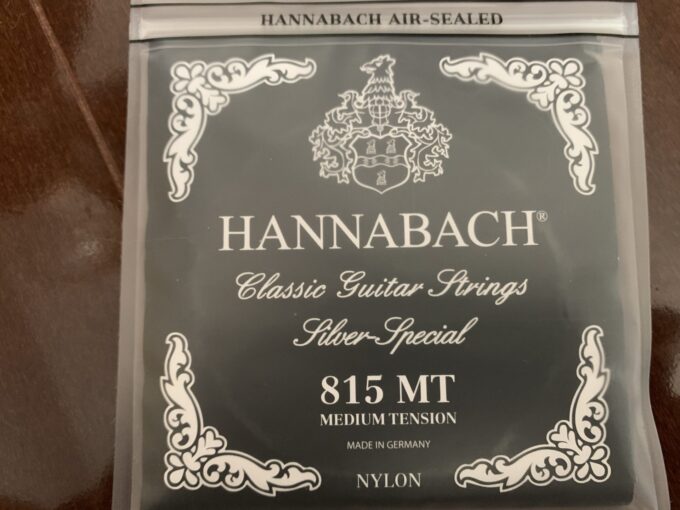 HANNABACH AIR-SEALED
HANNABACH®
Classic Guitar Strings
Silver-Special
815 MT
MEDIUM TENSION
MADE IN GERMANY
NYLON